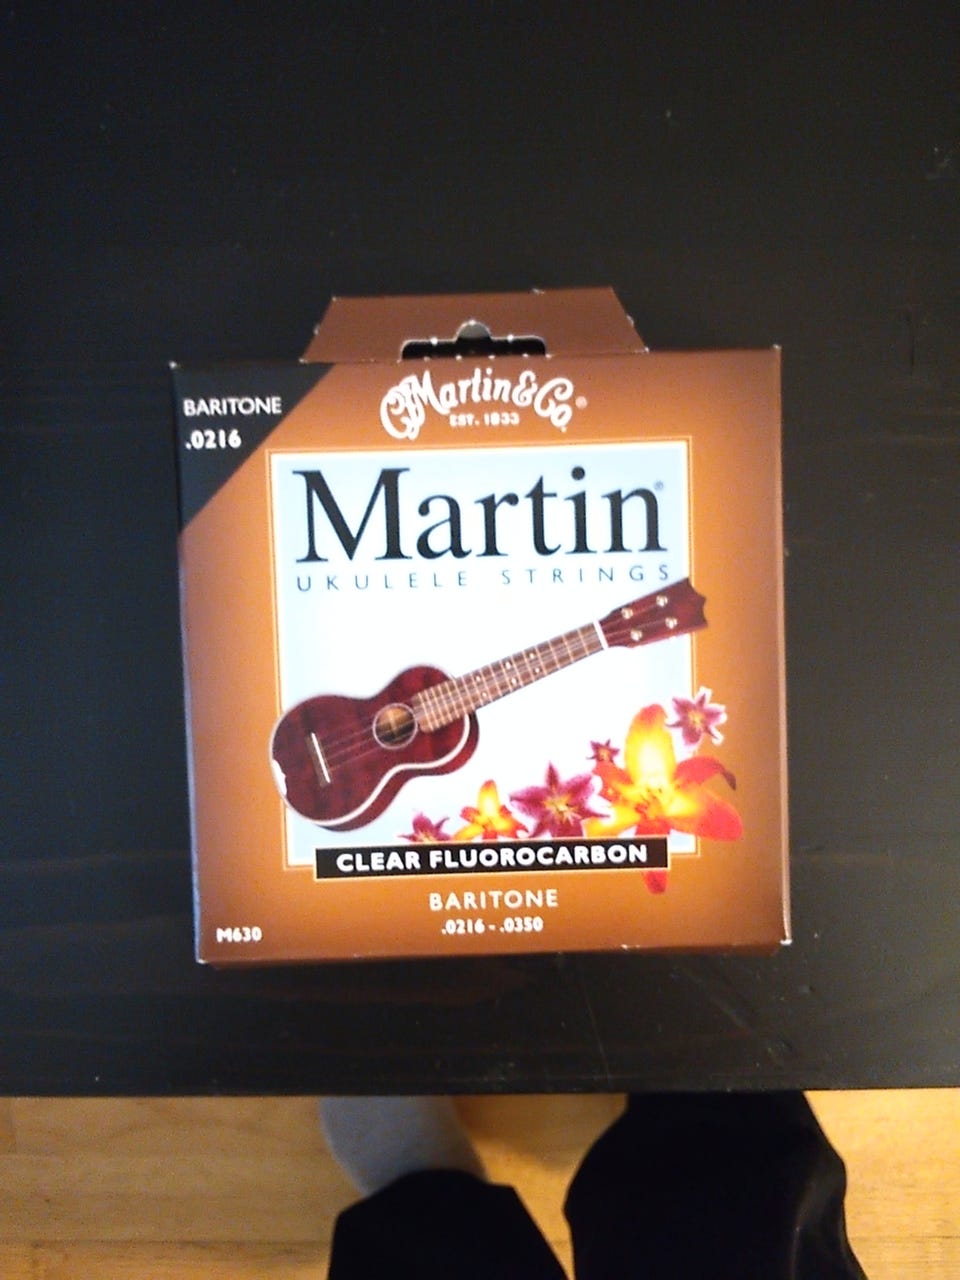 BARITONE
.0216
CFMartin & Co.®
EST. 1833
Martin®
UKULELE STRINGS
CLEAR FLUOROCARBON
BARITONE
.0216 - .0350
M630